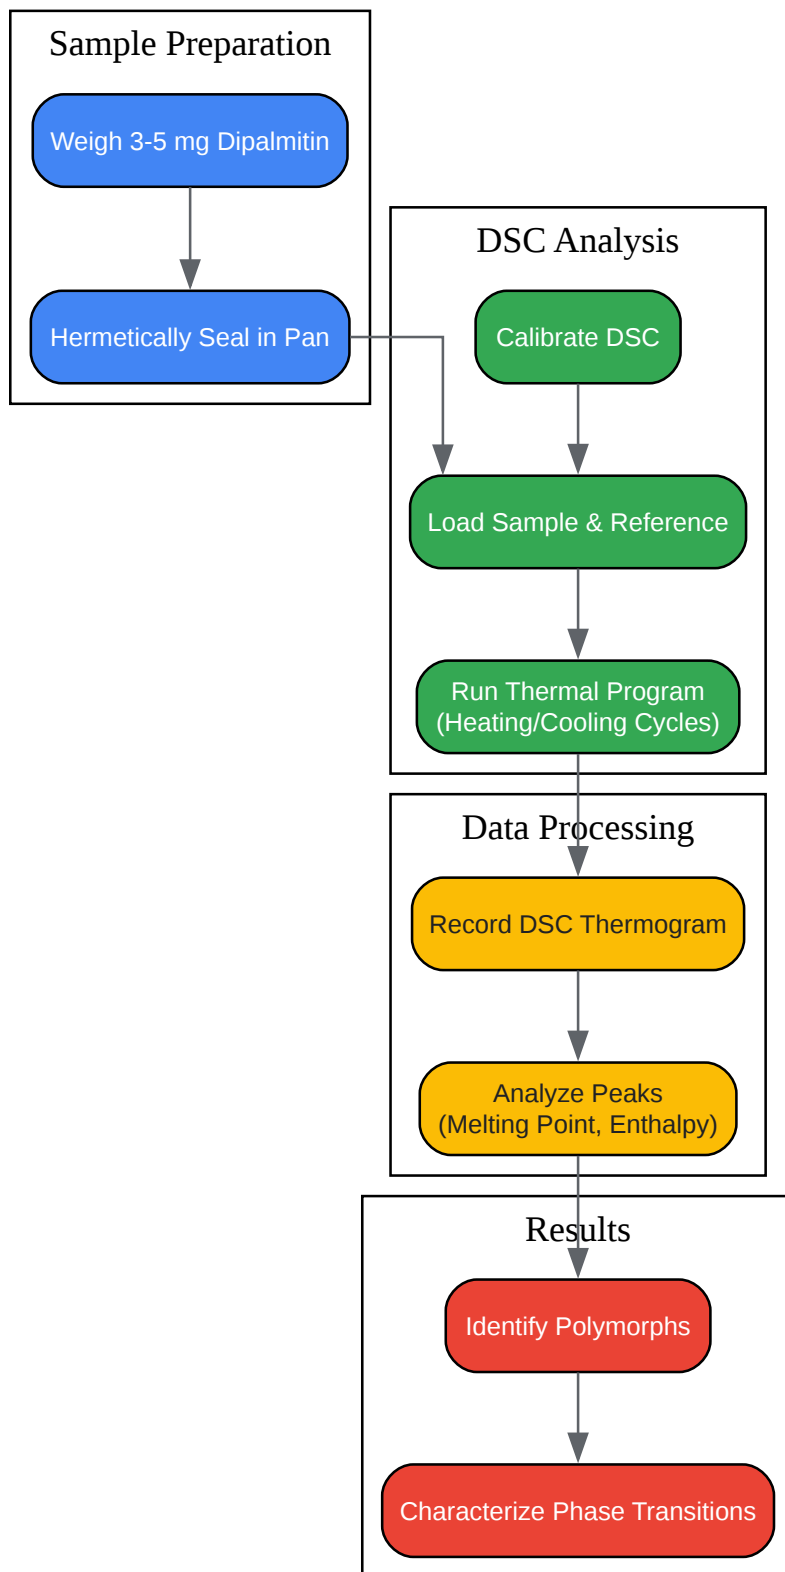 Sample Preparation
Weigh 3-5 mg Dipalmitin
Hermetically Seal in Pan
DSC Analysis
Calibrate DSC
Load Sample & Reference
Run Thermal Program
(Heating/Cooling Cycles)
Data Processing
Record DSC Thermogram
Analyze Peaks
(Melting Point, Enthalpy)
Results
Identify Polymorphs
Characterize Phase Transitions